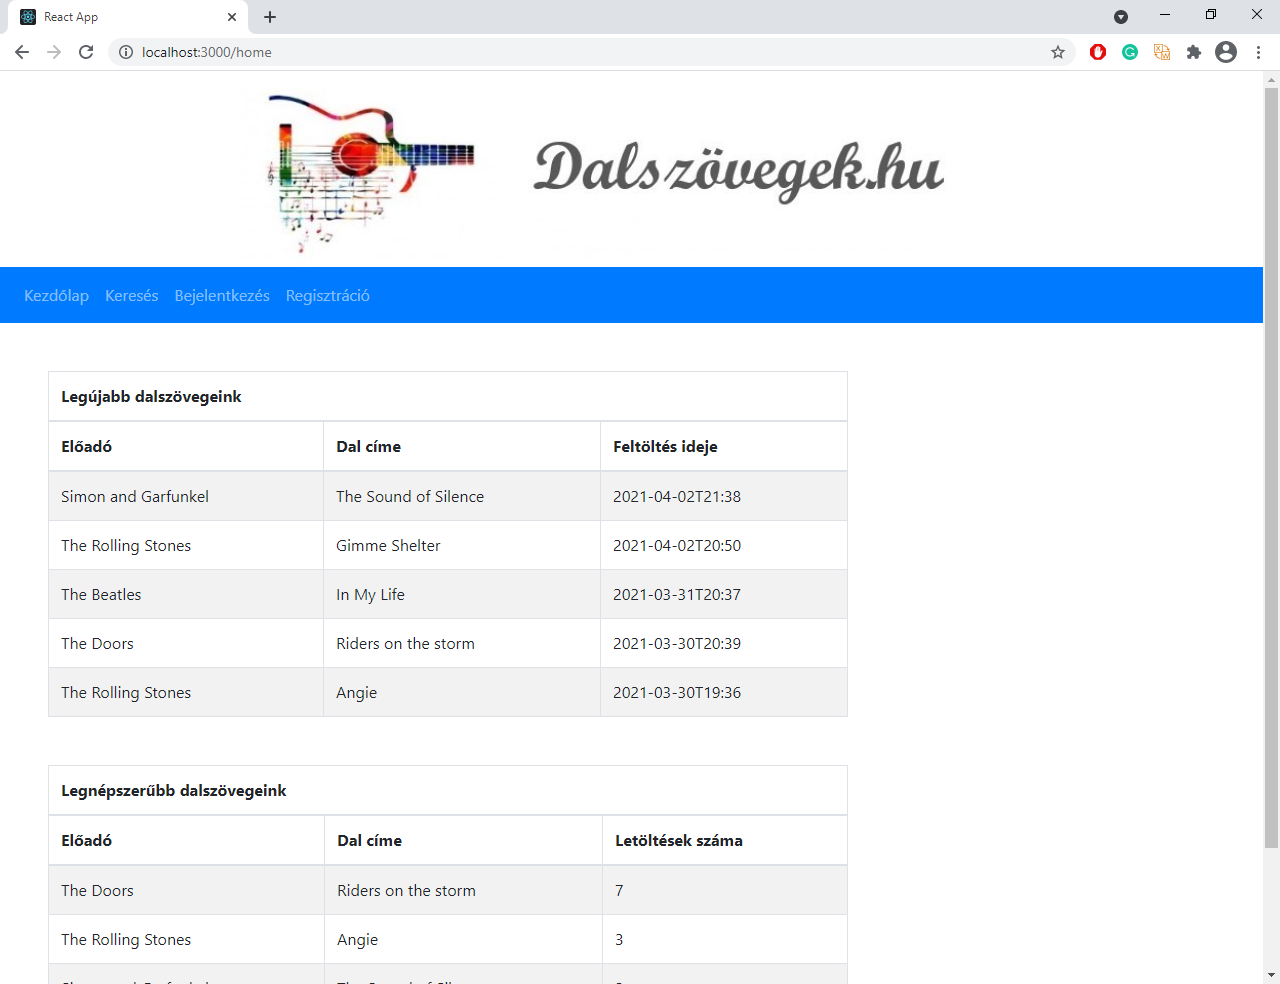 React App
localhost:3000/home
Dalszövegek.hu
Kezdőlap Keresés Bejelentkezés Regisztráció
Legújabb dalszövegeink
Előadó Dal címe Feltöltés ideje
Simon and Garfunkel The Sound of Silence 2021-04-02T21:38
The Rolling Stones Gimme Shelter 2021-04-02T20:50
The Beatles In My Life 2021-03-31T20:37
The Doors Riders on the storm 2021-03-30T20:39
The Rolling Stones Angie 2021-03-30T19:36
Legnépszerűbb dalszövegeink
Előadó Dal címe Letöltések száma
The Doors Riders on the storm 7
The Rolling Stones Angie 3